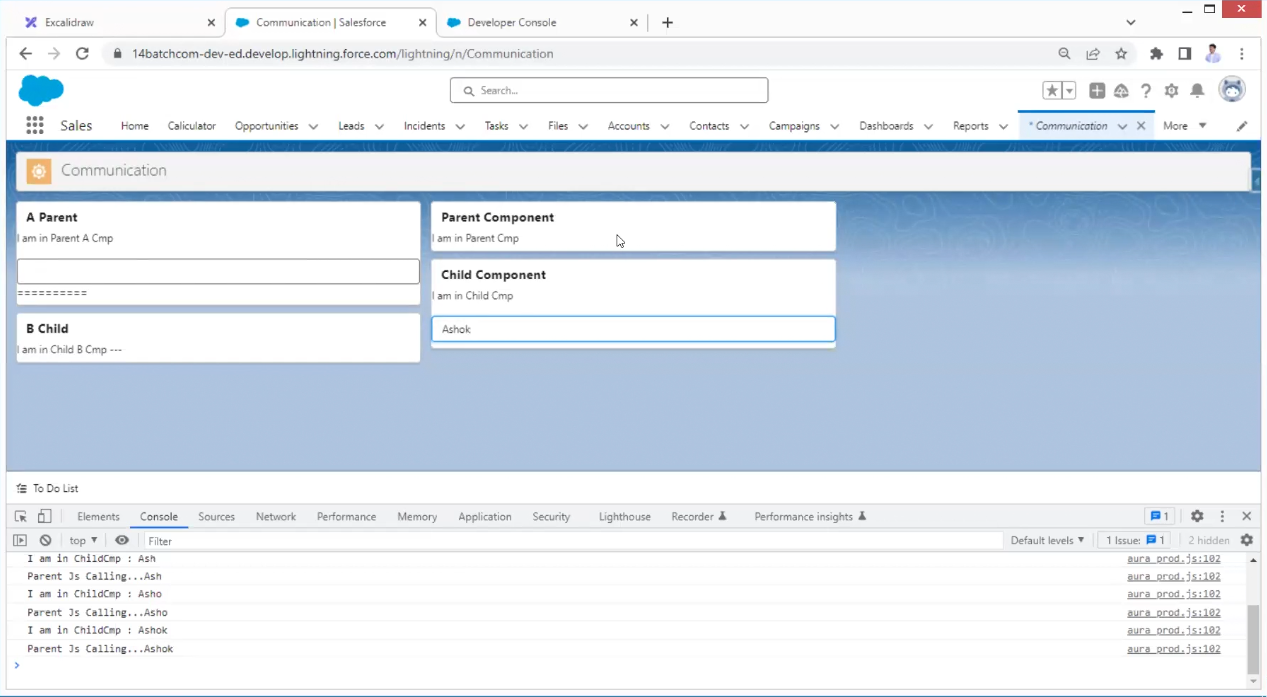 Excalidraw
Communication | Salesforce
Developer Console
14batchcom-dev-ed.develop.lightning.force.com/lightning/n/Communication
Search...
Sales Home Calculator Opportunities Leads Incidents Tasks Files Accounts Contacts Campaigns Dashboards Reports * Communication More
Communication
A Parent
I am in Parent A Cmp
==========
B Child
I am in Child B Cmp ---
Parent Component
I am in Parent Cmp
Child Component
I am in Child Cmp
Ashok
To Do List
Elements Console Sources Network Performance Memory Application Security Lighthouse Recorder Performance insights 1
top Filter Default levels 1 Issue: 1 2 hidden
I am in ChildCmp : Ash aura_prod.js:102
Parent Js Calling...Ash aura_prod.js:102
I am in ChildCmp : Asho aura_prod.js:102
Parent Js Calling...Asho aura_prod.js:102
I am in ChildCmp : Ashok aura_prod.js:102
Parent Js Calling...Ashok aura_prod.js:102